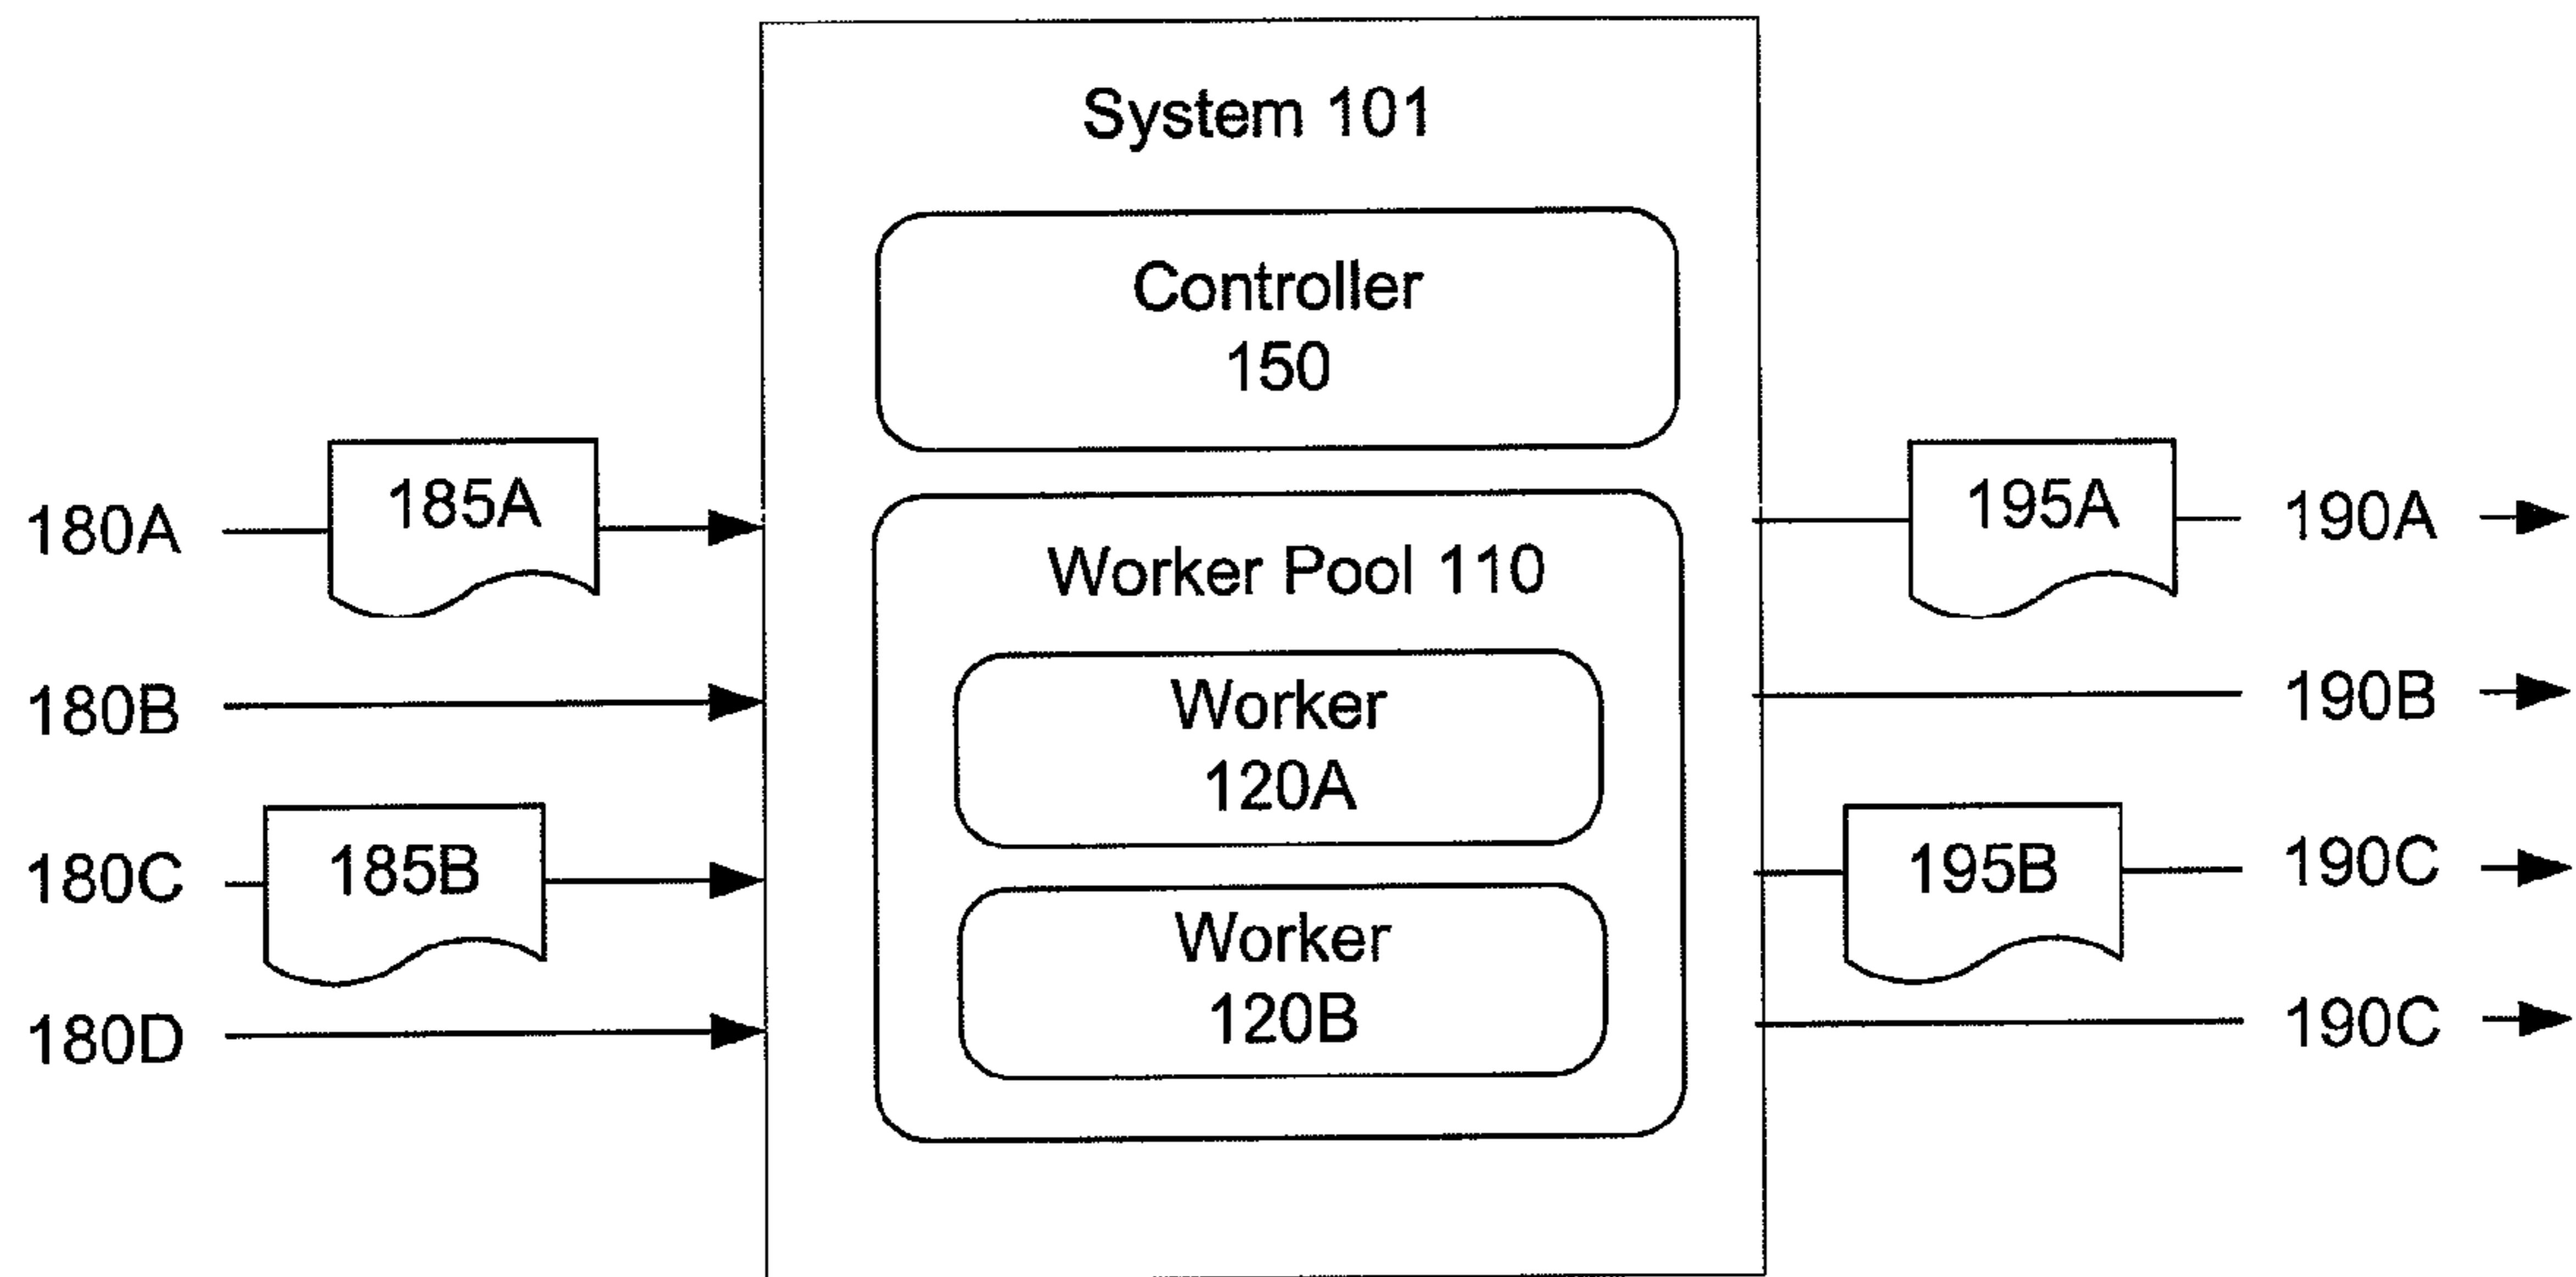 System 101
Controller
150
180A
185A
195A
190A
Worker Pool 110
180B
Worker
120A
190B
180C
185B
195B
190C
Worker
120B
180D
190C